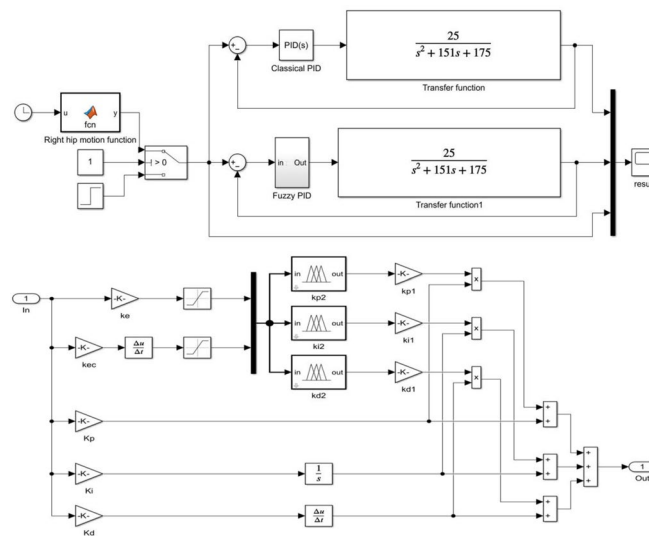 PID(s)
25
s² + 151s + 175
Classical PID
Transfer function
u
fcn
y
Right hip motion function
1
! > 0
in
Out
Fuzzy PID
25
s² + 151s + 175
Transfer function1
resu
1
In
-K-
ke
-K-
kec
Δu
Δt
in
out
kp2
-K-
kp1
x
in
out
ki2
-K-
ki1
x
in
out
kd2
-K-
kd1
x
-K-
Kp
-K-
Ki
1
s
-K-
Kd
Δu
Δt
1
Out